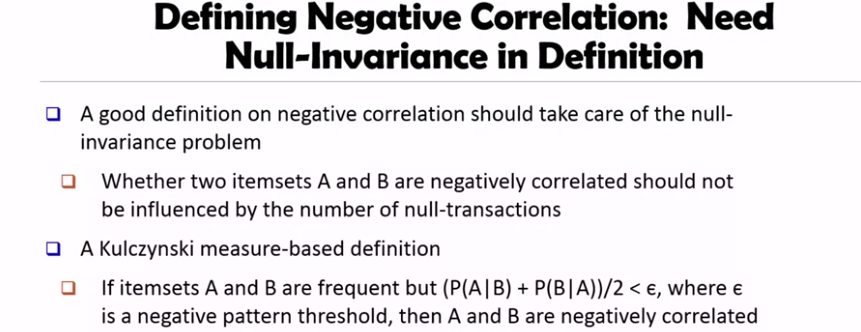 Defining Negative Correlation: Need
Null-Invariance in Definition
A good definition on negative correlation should take care of the null-
invariance problem
Whether two itemsets A and B are negatively correlated should not
be influenced by the number of null-transactions
A Kulczynski measure-based definition
If itemsets A and B are frequent but (P(A|B) + P(B|A))/2 < ϵ, where ϵ
is a negative pattern threshold, then A and B are negatively correlated